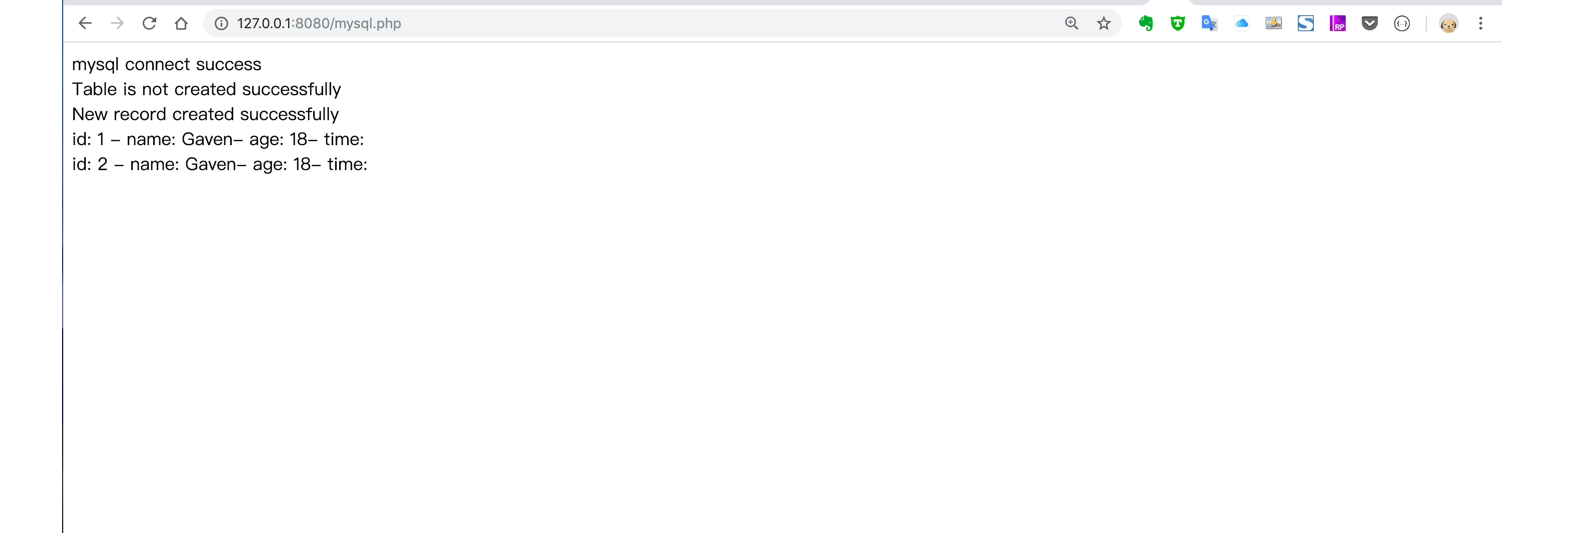 127.0.0.1:8080/mysql.php
mysql connect success
Table is not created successfully
New record created successfully
id: 1 - name: Gaven- age: 18- time:
id: 2 - name: Gaven- age: 18- time: